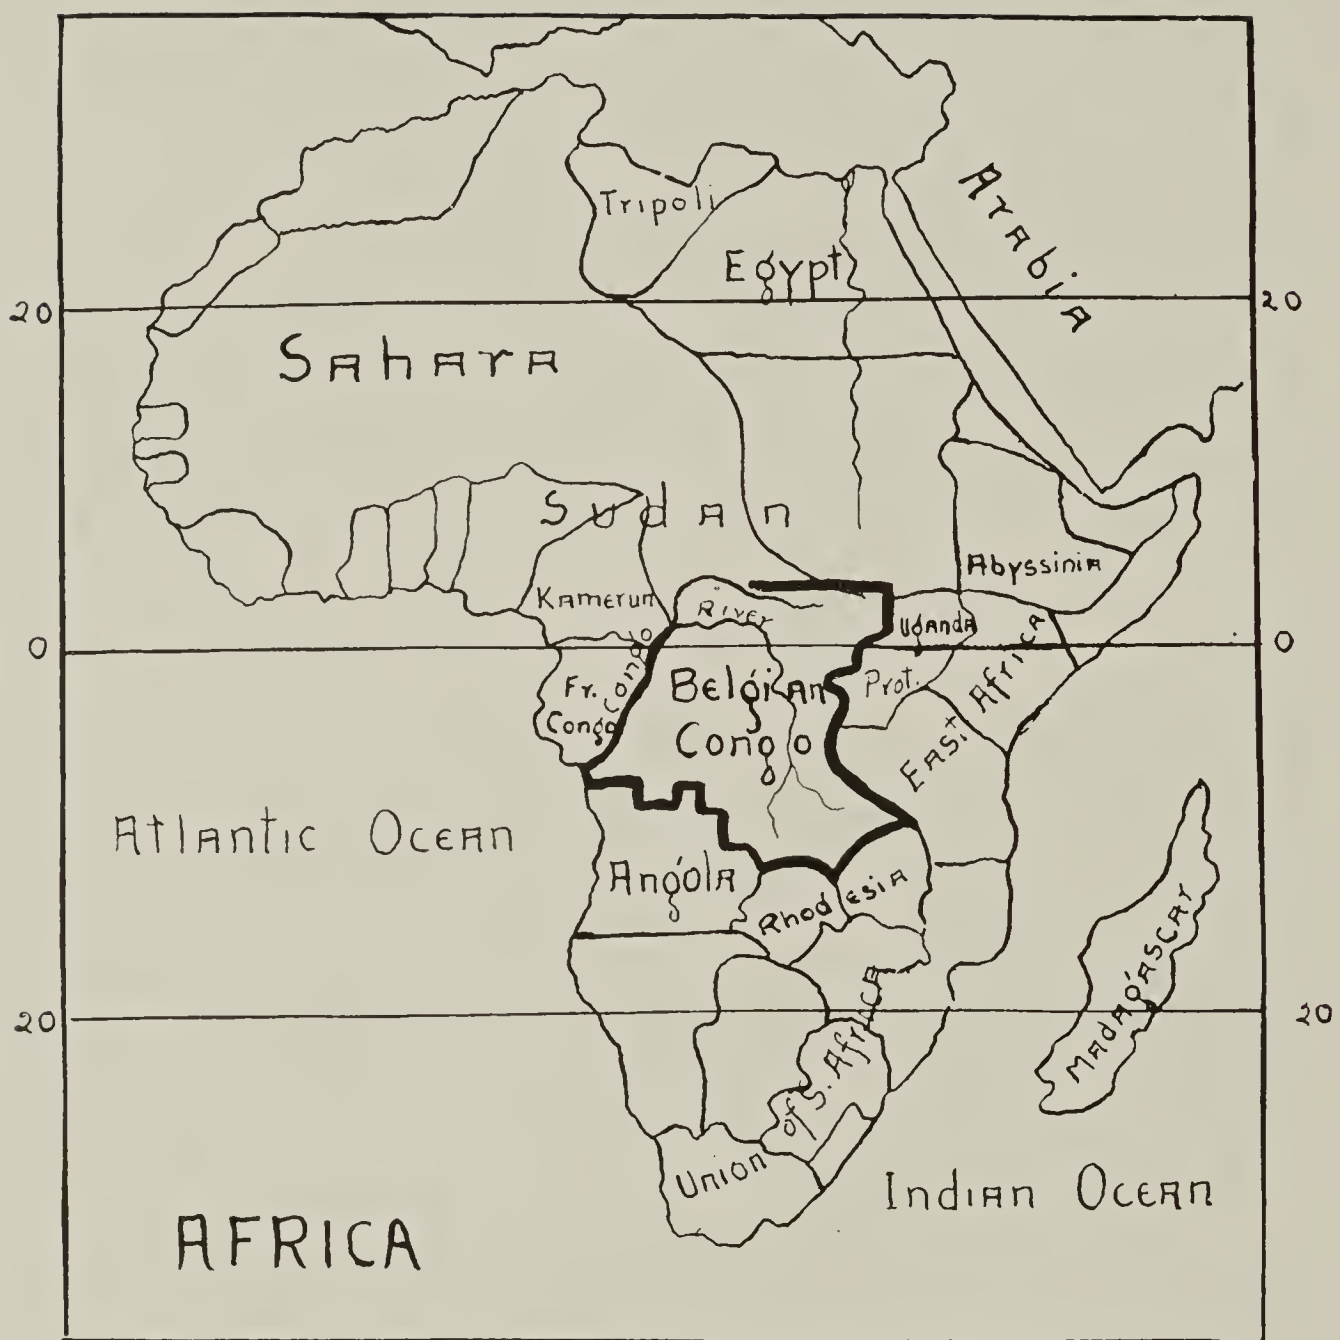 Arabia
Tripoli
Egypt
20
20
Sahara
Sudan
Abyssinia
Kamerun
River
Uganda
0
0
Congo
Prot.
East Africa
Fr.
Congo
Belgian
Congo
Atlantic Ocean
Angola
Rhodesia
Madagascar
20
20
Union of S. Africa
Indian Ocean
AFRICA